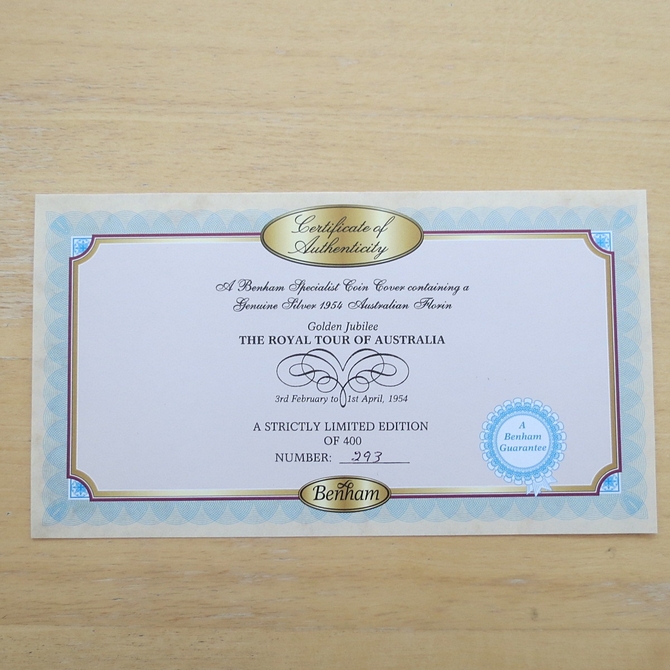 Certificate of
Authenticity
A Benham Specialist Coin Cover containing a
Genuine Silver 1954 Australian Florin
Golden Jubilee
THE ROYAL TOUR OF AUSTRALIA
3rd February to 1st April, 1954
A STRICTLY LIMITED EDITION
OF 400
NUMBER: 293
A
Benham
Guarantee
Benham